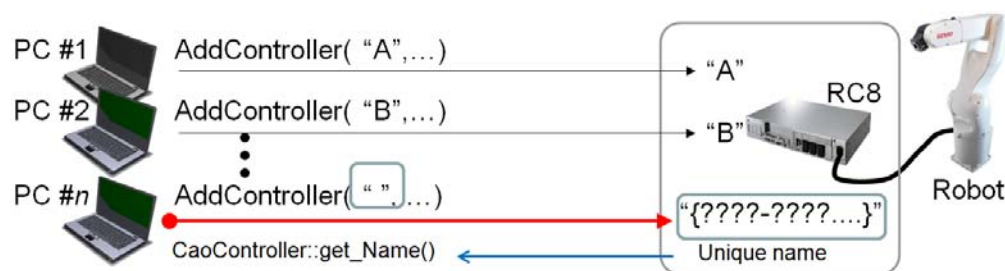 PC #1
AddController( “A”,…)
“A”
RC8
PC #2
AddController( “B”,…)
“B”
PC #n
AddController( “ ”,…)
“{????-????....}”
Robot
CaoController::get_Name()
Unique name